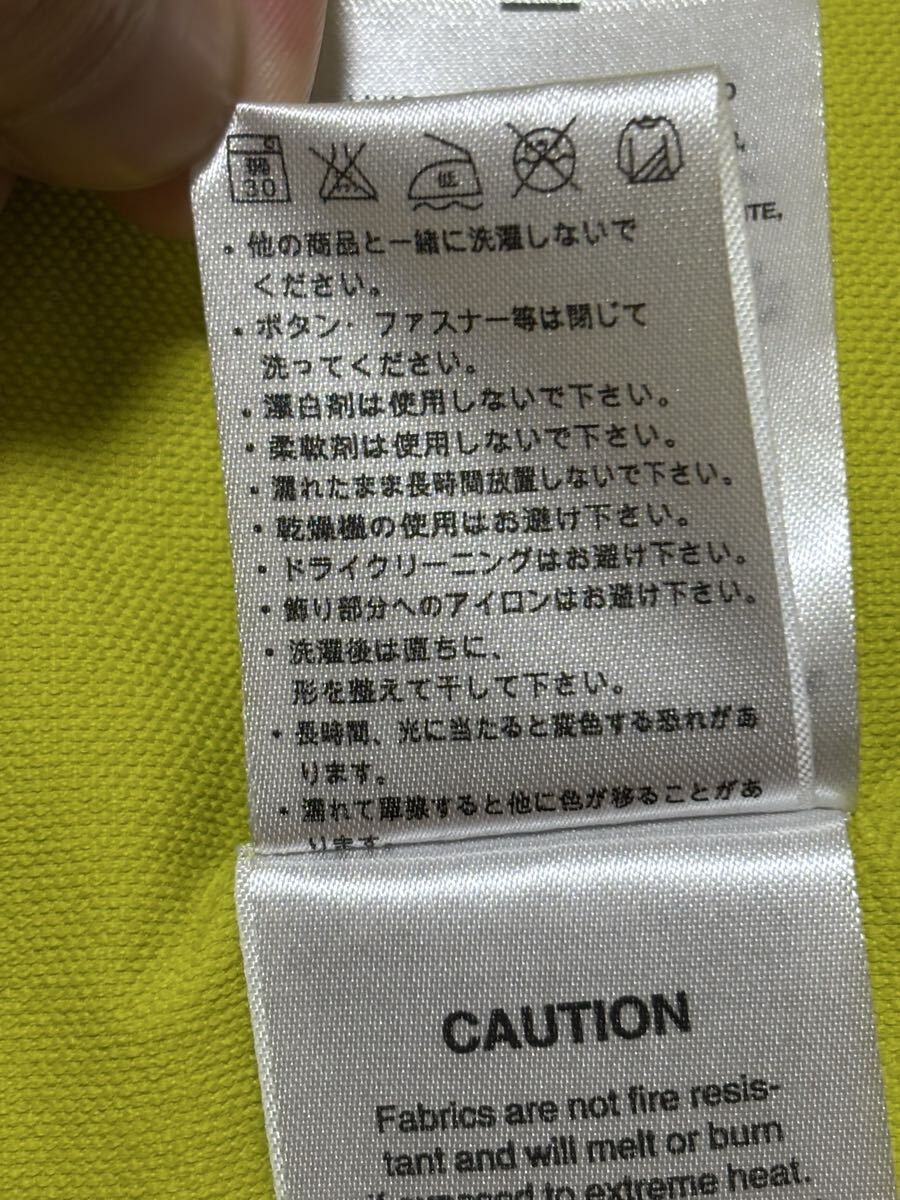 弱
30
低
・他の商品と一緒に洗濯しないで
ください。
・ボタン・ファスナー等は閉じて
洗ってください。
・漂白剤は使用しないで下さい。
・柔軟剤は使用しないで下さい。
・濡れたまま長時間放置しないで下さい。
・乾燥機の使用はお避け下さい。
・ドライクリーニングはお避け下さい。
・飾り部分へのアイロンはお避け下さい。
・洗濯後は直ちに、
形を整えて干して下さい。
・長時間、光に当たると変色する恐れがあ
ります。
・濡れて摩擦すると他に色が移ることがあ
ります。
ITE,
CAUTION
Fabrics are not fire resis-
tant and will melt or burn
if exposed to extreme heat.